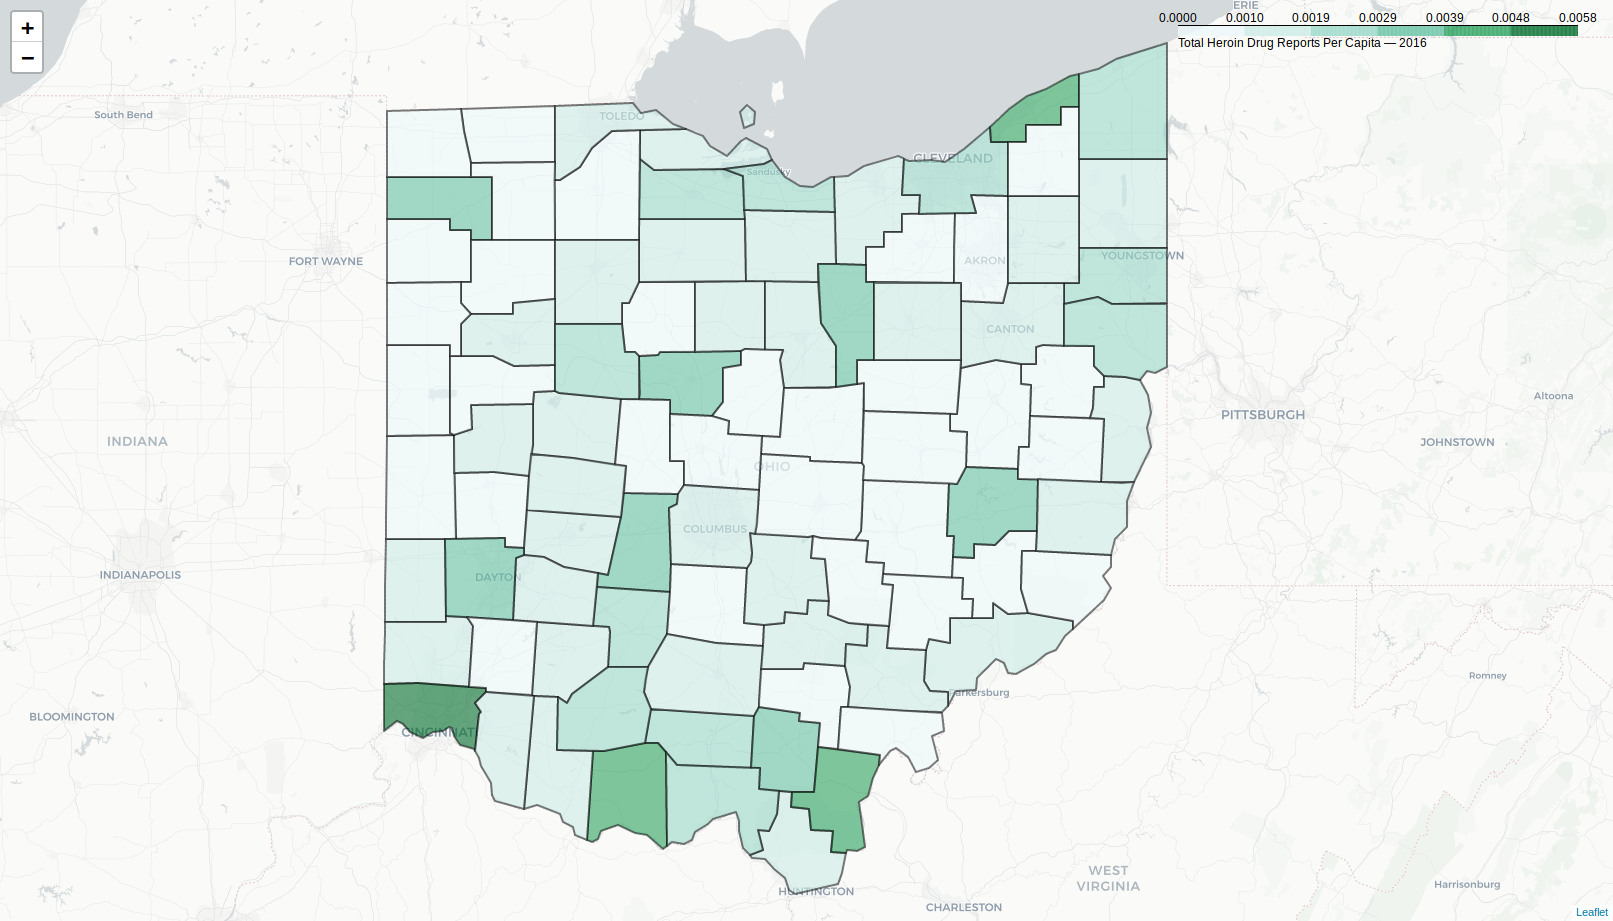 +
−
ERIE
0.0000 0.0010 0.0019 0.0029 0.0039 0.0048 0.0058
Total Heroin Drug Reports Per Capita — 2016
South Bend
TOLEDO
CLEVELAND
Sandusky
YOUNGSTOWN
FORT WAYNE
AKRON
CANTON
Altoona
PITTSBURGH
INDIANA
JOHNSTOWN
OHIO
COLUMBUS
INDIANAPOLIS
DAYTON
Romney
Parkersburg
BLOOMINGTON
CINCINNATI
WEST
VIRGINIA
Harrisonburg
HUNTINGTON
CHARLESTON
Leaflet